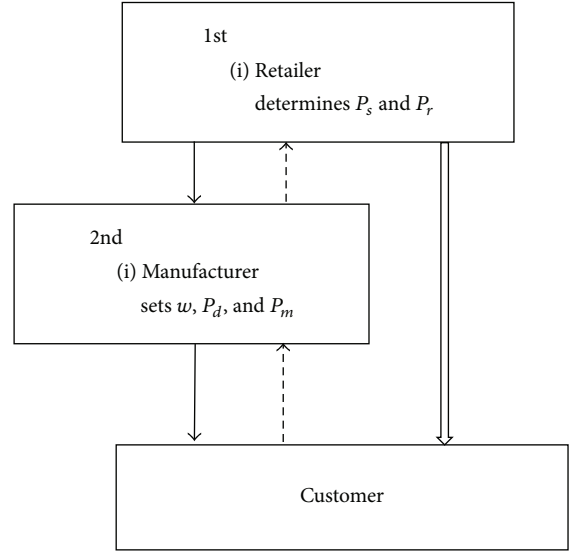 1st
(i) Retailer
determines P_s and P_r
2nd
(i) Manufacturer
sets w, P_d, and P_m
Customer